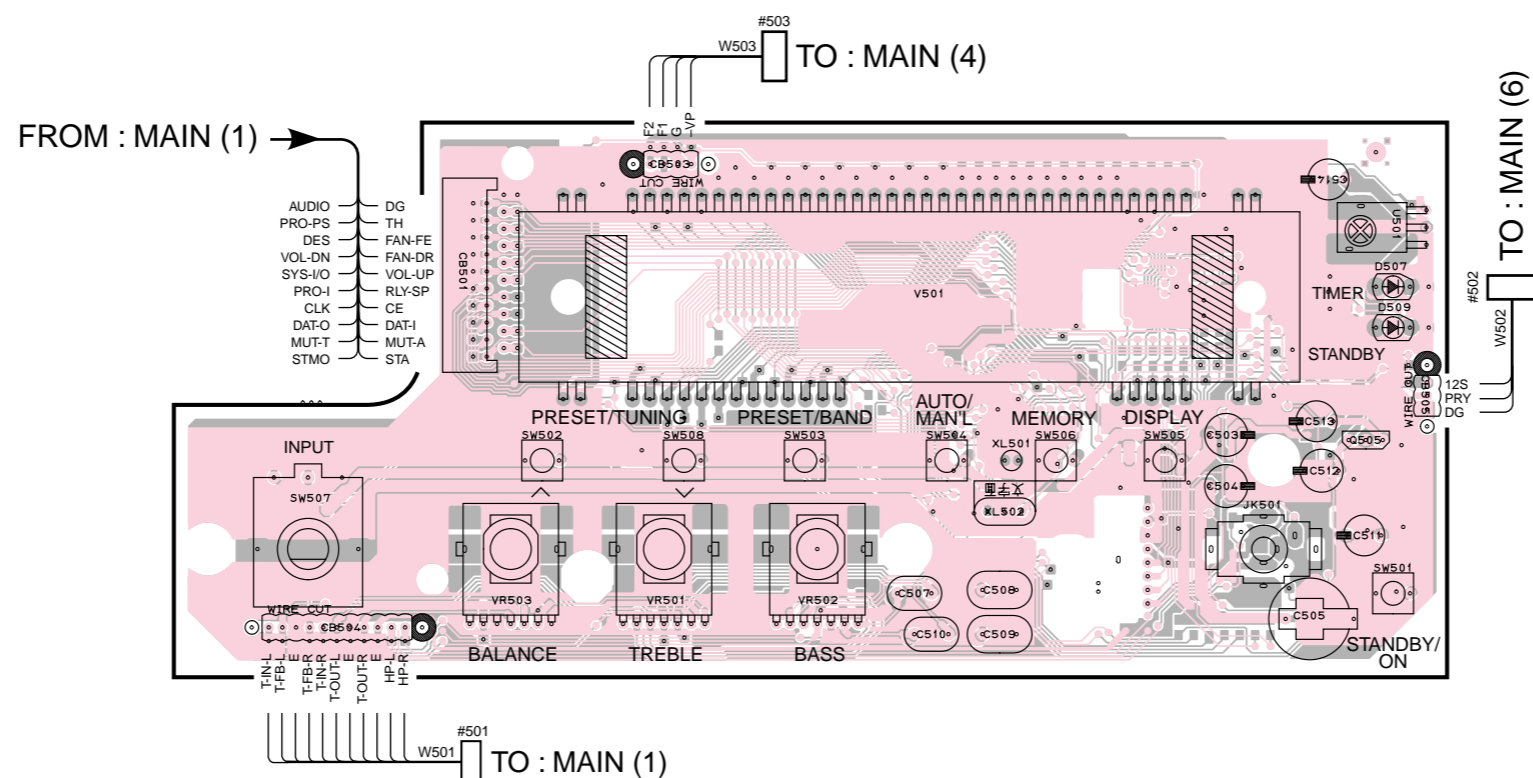 #503
W503
TO : MAIN (4)
FROM : MAIN (1)
TO : MAIN (6)
#502
W502
F2
F1
G
-VP
CB503
WIRE CUT
AUDIO DG
PRO-PS TH
DES FAN-FE
VOL-DN FAN-DR
SYS-I/O VOL-UP
PRO-I RLY-SP
CLK CE
DAT-O DAT-I
MUT-T MUT-A
STMO STA
CB501
V501
C514
U501
D507
TIMER
D509
STANDBY
WIRE CUT
CB505
12S
PRY
DG
PRESET/TUNING
PRESET/BAND
AUTO/
MAN'L
MEMORY
DISPLAY
INPUT
SW502
SW508
SW503
SW504
XL501
SW506
SW505
C503
C513
Q505
SW507
文字面
XL502
C504
C512
JK501
C511
SW501
WIRE CUT
CB504
VR503
VR501
VR502
C507
C508
C510
C509
C505
BALANCE
TREBLE
BASS
STANDBY/
ON
T-IN-L
T-FB-L
E
T-FB-R
T-IN-R
T-OUT-L
E
T-OUT-R
E
HP-L
HP-R
#501
W501
TO : MAIN (1)